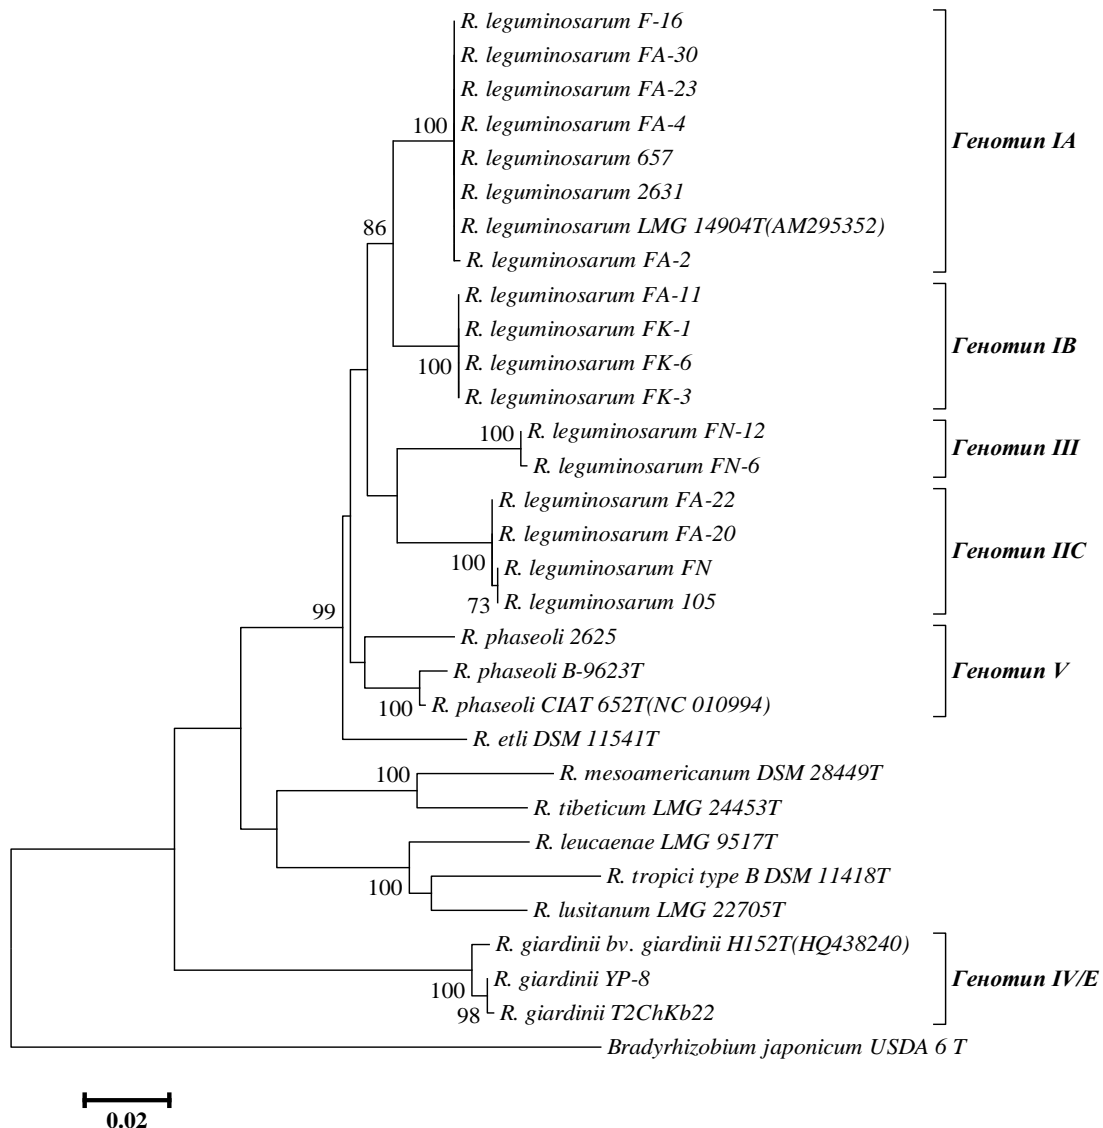 R. leguminosarum F-16
R. leguminosarum FA-30
R. leguminosarum FA-23
R. leguminosarum FA-4
100
Генотип IA
R. leguminosarum 657
R. leguminosarum 2631
R. leguminosarum LMG 14904T(AM295352)
86
R. leguminosarum FA-2
R. leguminosarum FA-11
R. leguminosarum FK-1
Генотип IB
R. leguminosarum FK-6
100
R. leguminosarum FK-3
R. leguminosarum FN-12
100
Генотип III
R. leguminosarum FN-6
R. leguminosarum FA-22
R. leguminosarum FA-20
Генотип IIC
100
R. leguminosarum FN
R. leguminosarum 105
73
99
R. phaseoli 2625
R. phaseoli B-9623T
Генотип V
R. phaseoli CIAT 652T(NC 010994)
100
R. etli DSM 11541T
R. mesoamericanum DSM 28449T
100
R. tibeticum LMG 24453T
R. leucaenae LMG 9517T
R. tropici type B DSM 11418T
100
R. lusitanum LMG 22705T
R. giardinii bv. giardinii H152T(HQ438240)
R. giardinii YP-8
Генотип IV/E
100
R. giardinii T2ChKb22
98
Bradyrhizobium japonicum USDA 6 T
0.02